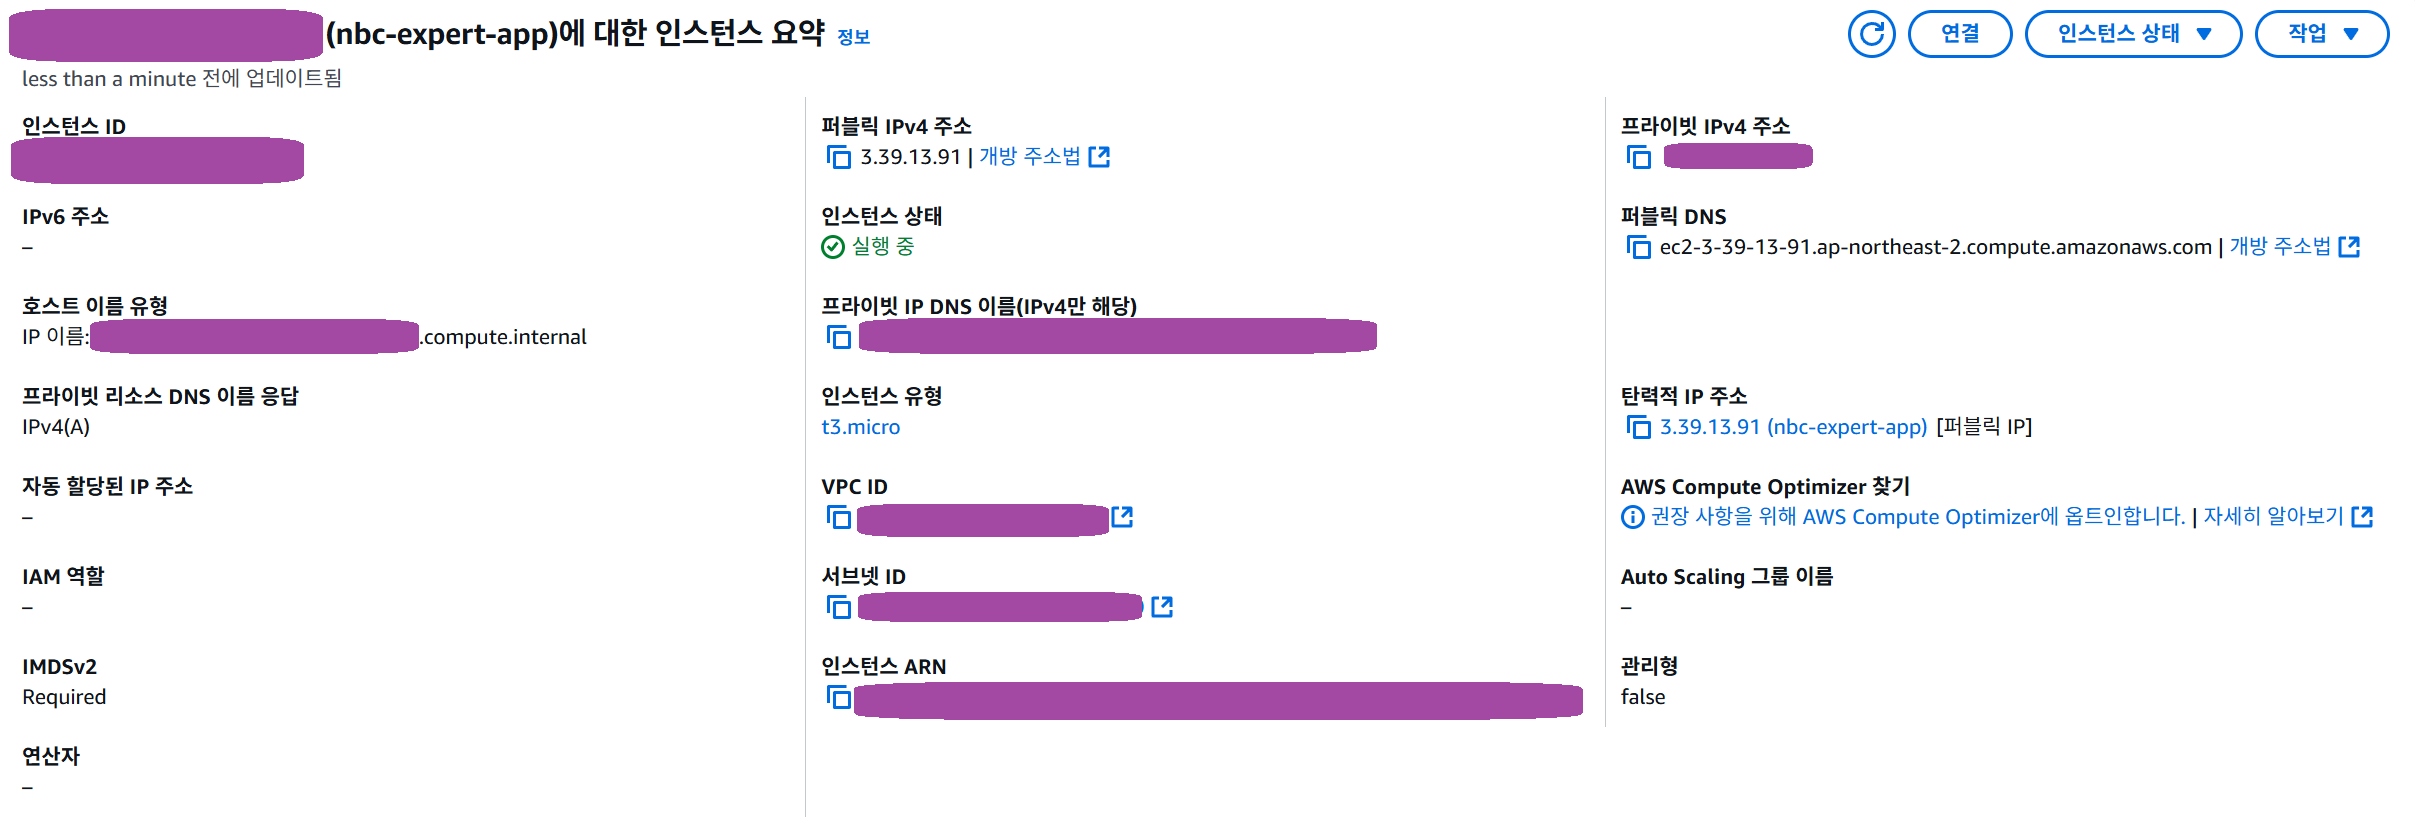 (nbc-expert-app)에 대한 인스턴스 요약 정보
연결
인스턴스 상태
작업
less than a minute 전에 업데이트됨
인스턴스 ID
퍼블릭 IPv4 주소
3.39.13.91 | 개방 주소법
프라이빗 IPv4 주소
IPv6 주소
–
인스턴스 상태
실행 중
퍼블릭 DNS
ec2-3-39-13-91.ap-northeast-2.compute.amazonaws.com | 개방 주소법
호스트 이름 유형
IP 이름: .compute.internal
프라이빗 IP DNS 이름(IPv4만 해당)
프라이빗 리소스 DNS 이름 응답
IPv4(A)
인스턴스 유형
t3.micro
탄력적 IP 주소
3.39.13.91 (nbc-expert-app) [퍼블릭 IP]
자동 할당된 IP 주소
–
VPC ID
AWS Compute Optimizer 찾기
권장 사항을 위해 AWS Compute Optimizer에 옵트인합니다. | 자세히 알아보기
IAM 역할
–
서브넷 ID
Auto Scaling 그룹 이름
–
IMDSv2
Required
인스턴스 ARN
관리형
false
연산자
–